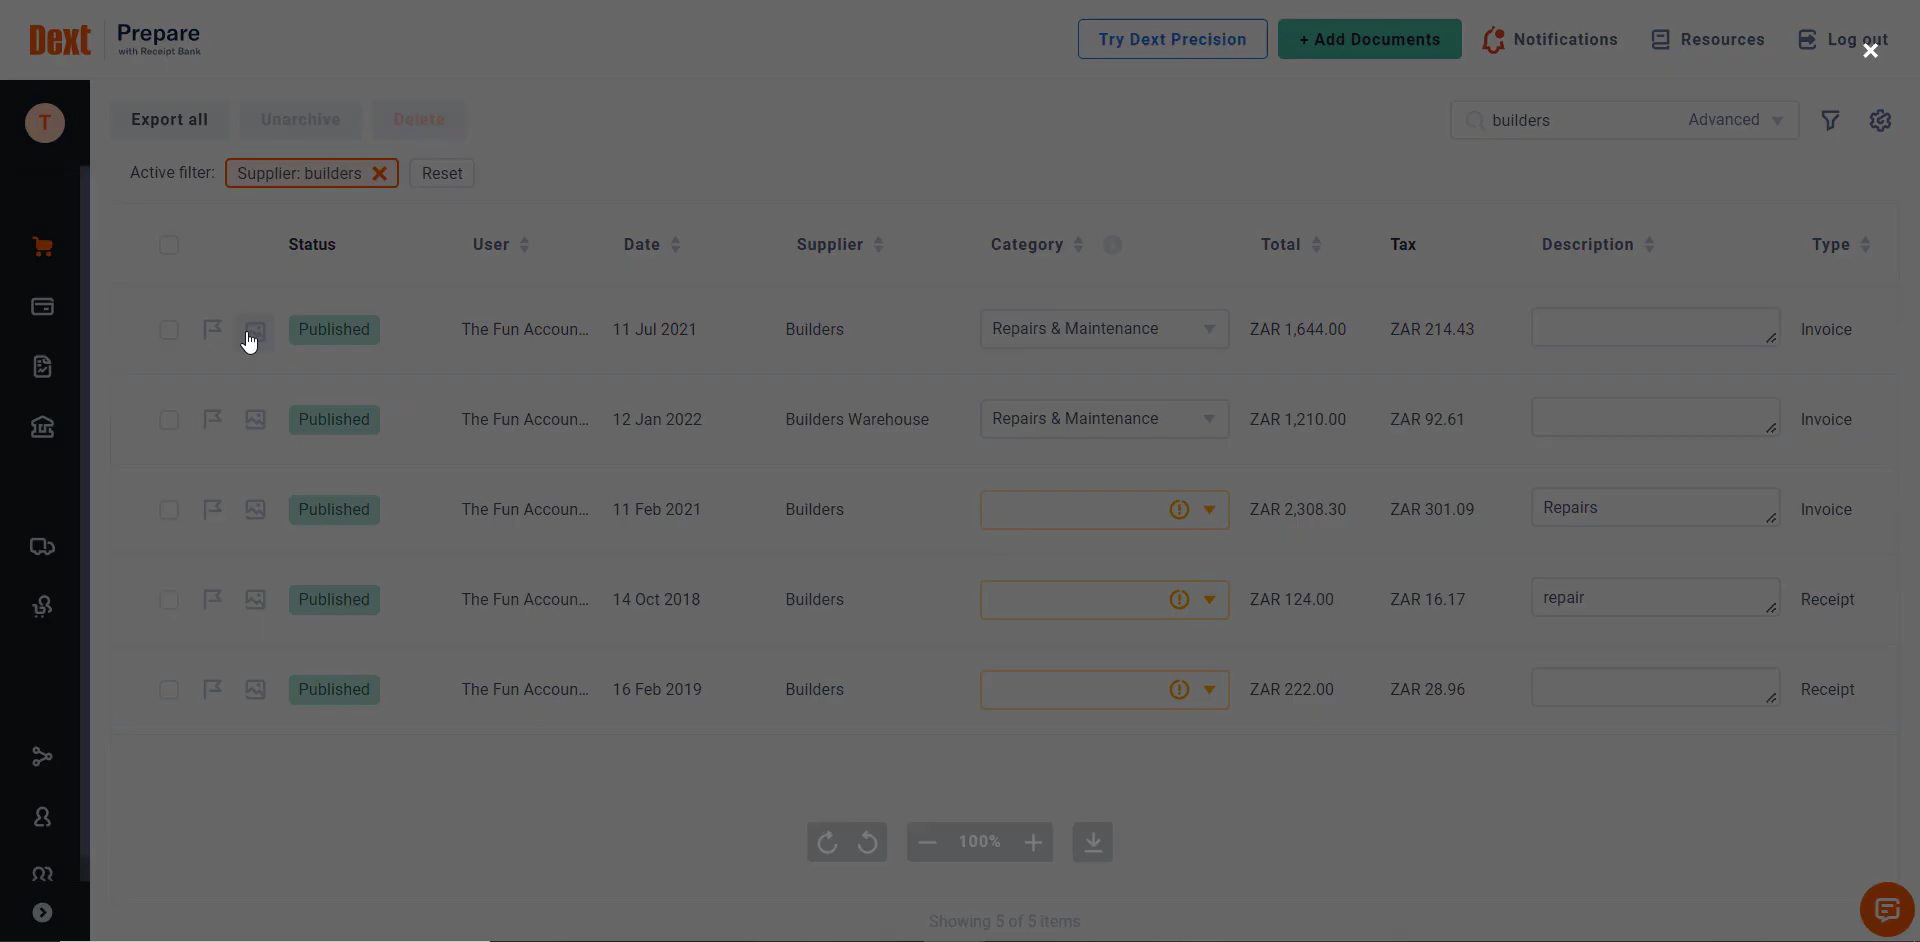 Dext Prepare with Receipt Bank
Try Dext Precision + Add Documents Notifications Resources Log out
T
Export all Unarchive Delete builders Advanced
Active filter: Supplier: builders Reset
Status User Date Supplier Category Total Tax Description Type
Published The Fun Accoun... 11 Jul 2021 Builders Repairs & Maintenance ZAR 1,644.00 ZAR 214.43 Invoice
Published The Fun Accoun... 12 Jan 2022 Builders Warehouse Repairs & Maintenance ZAR 1,210.00 ZAR 92.61 Invoice
Published The Fun Accoun... 11 Feb 2021 Builders ZAR 2,308.30 ZAR 301.09 Repairs Invoice
Published The Fun Accoun... 14 Oct 2018 Builders ZAR 124.00 ZAR 16.17 repair Receipt
Published The Fun Accoun... 16 Feb 2019 Builders ZAR 222.00 ZAR 28.96 Receipt
100%
Showing 5 of 5 items